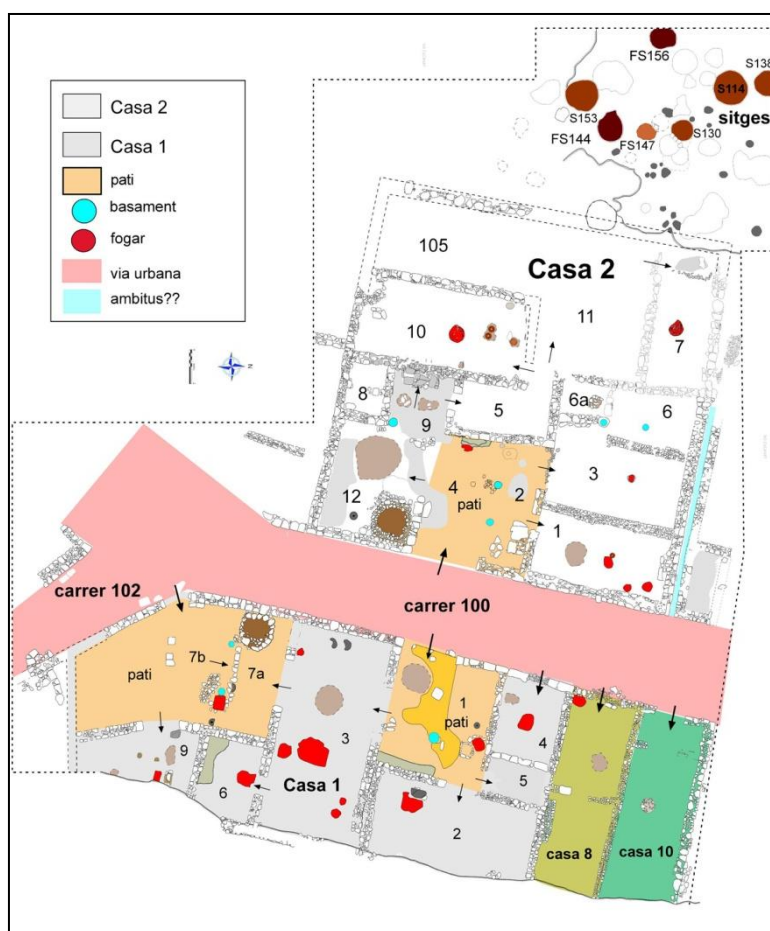 FS156
S138
S114
S153
sitges
FS144
FS147
S130
Casa 2
Casa 1
pati
basament
fogar
via urbana
ambitus??
105
Casa 2
11
10
7
8
9
5
6a
6
3
4
2
pati
12
1
carrer 102
carrer 100
pati
7b
7a
1
pati
4
3
Casa 1
5
9
6
2
casa 8
casa 10